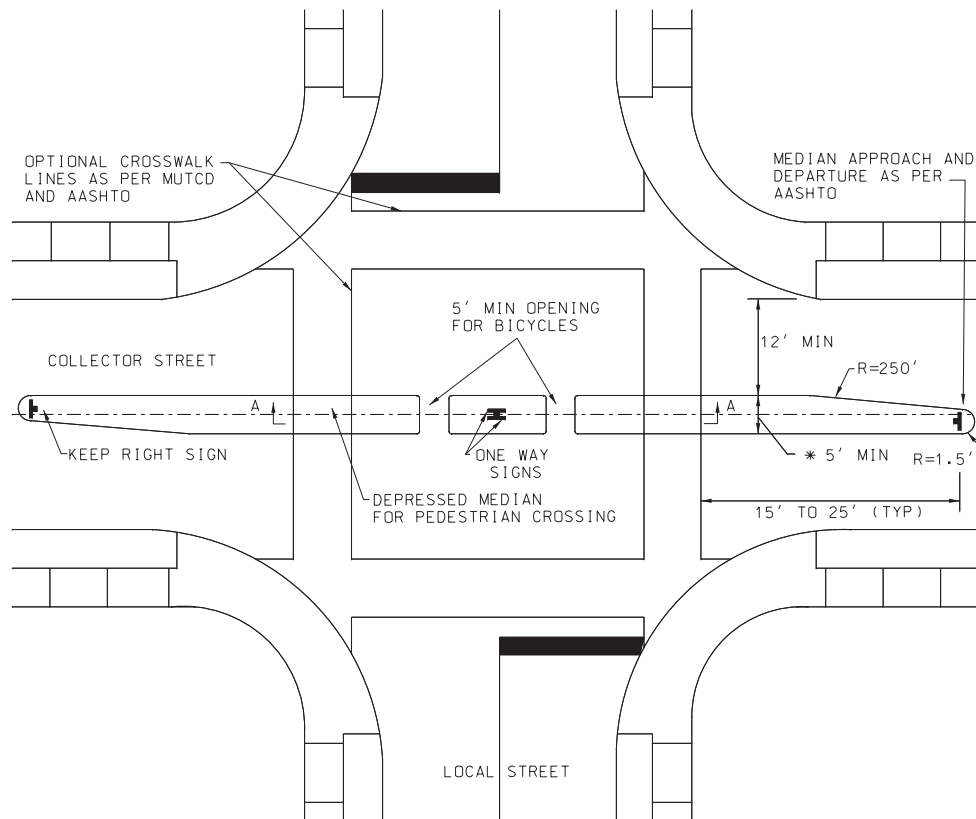 OPTIONAL CROSSWALK
LINES AS PER MUTCD
AND AASHTO
MEDIAN APPROACH AND
DEPARTURE AS PER
AASHTO
5' MIN OPENING
FOR BICYCLES
12' MIN
COLLECTOR STREET
R=250'
A
A
KEEP RIGHT SIGN
ONE WAY
SIGNS
* 5' MIN
R=1.5'
DEPRESSED MEDIAN
FOR PEDESTRIAN CROSSING
15' TO 25' (TYP)
LOCAL STREET